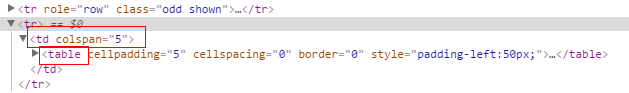 ▶<tr role="row" class="odd shown">…</tr>
▼<tr> == $0
▼<td colspan="5">
▶<table cellpadding="5" cellspacing="0" border="0" style="padding-left:50px;">…</table>
</td>
</tr>